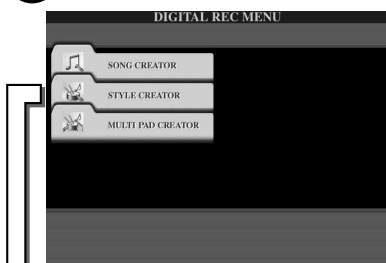 DIGITAL REC MENU
SONG CREATOR
STYLE CREATOR
MULTI PAD CREATOR